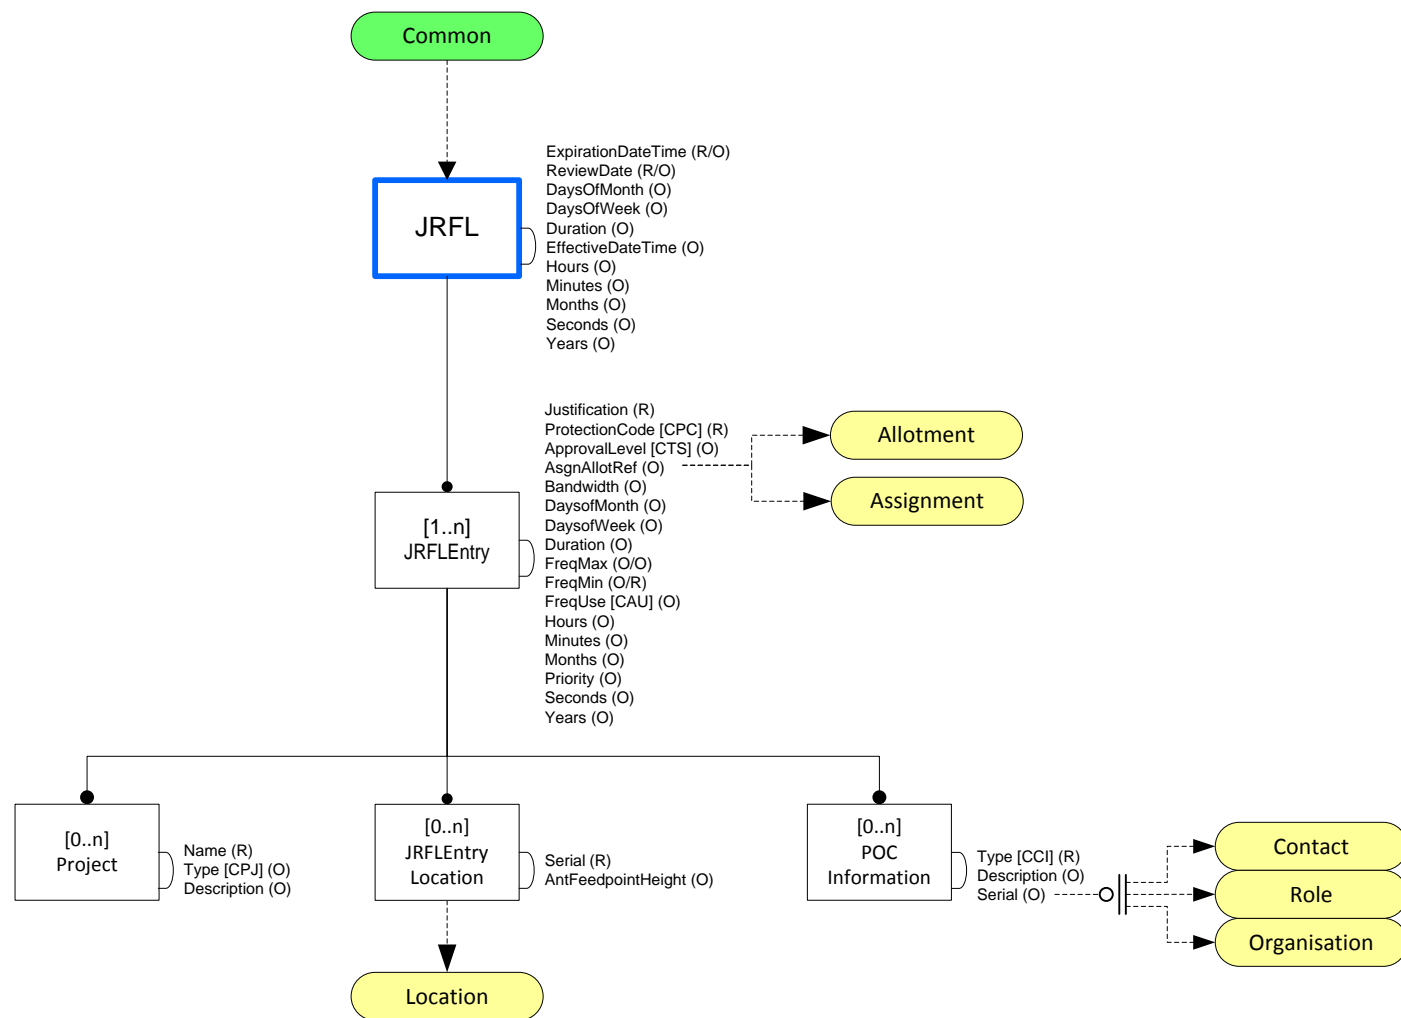 Common
JRFL
ExpirationDateTime (R/O)
ReviewDate (R/O)
DaysOfMonth (O)
DaysOfWeek (O)
Duration (O)
EffectiveDateTime (O)
Hours (O)
Minutes (O)
Months (O)
Seconds (O)
Years (O)
[1..n]
JRFLEntry
Justification (R)
ProtectionCode [CPC] (R)
ApprovalLevel [CTS] (O)
AsgnAllotRef (O)
Bandwidth (O)
DaysofMonth (O)
DaysofWeek (O)
Duration (O)
FreqMax (O/O)
FreqMin (O/R)
FreqUse [CAU] (O)
Hours (O)
Minutes (O)
Months (O)
Priority (O)
Seconds (O)
Years (O)
Allotment
Assignment
[0..n]
Project
Name (R)
Type [CPJ] (O)
Description (O)
[0..n]
JRFLEntry
Location
Serial (R)
AntFeedpointHeight (O)
Location
[0..n]
POC
Information
Type [CCI] (R)
Description (O)
Serial (O)
Contact
Role
Organisation